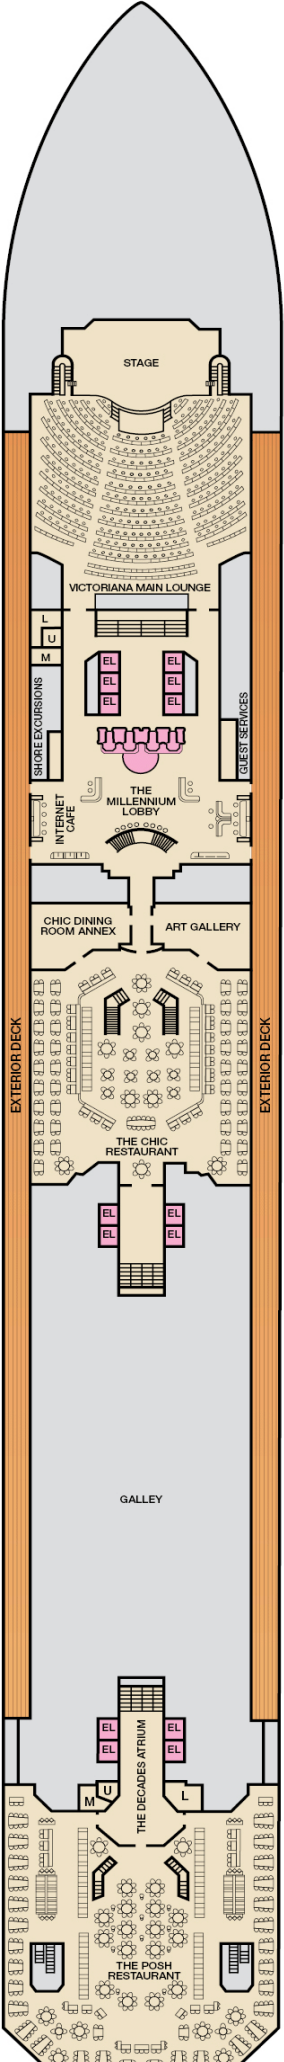 STAGE
VICTORIANA MAIN LOUNGE
L
U
M
EL
EL
EL
EL
EL
EL
SHORE EXCURSIONS
GUEST SERVICES
THE
MILLENNIUM
LOBBY
INTERNET
CAFE
CHIC DINING
ROOM ANNEX
ART GALLERY
EXTERIOR DECK
EXTERIOR DECK
THE CHIC
RESTAURANT
EL
EL
EL
EL
GALLEY
EL
EL
EL
EL
THE DECADES ATRIUM
U
M
L
THE POSH
RESTAURANT